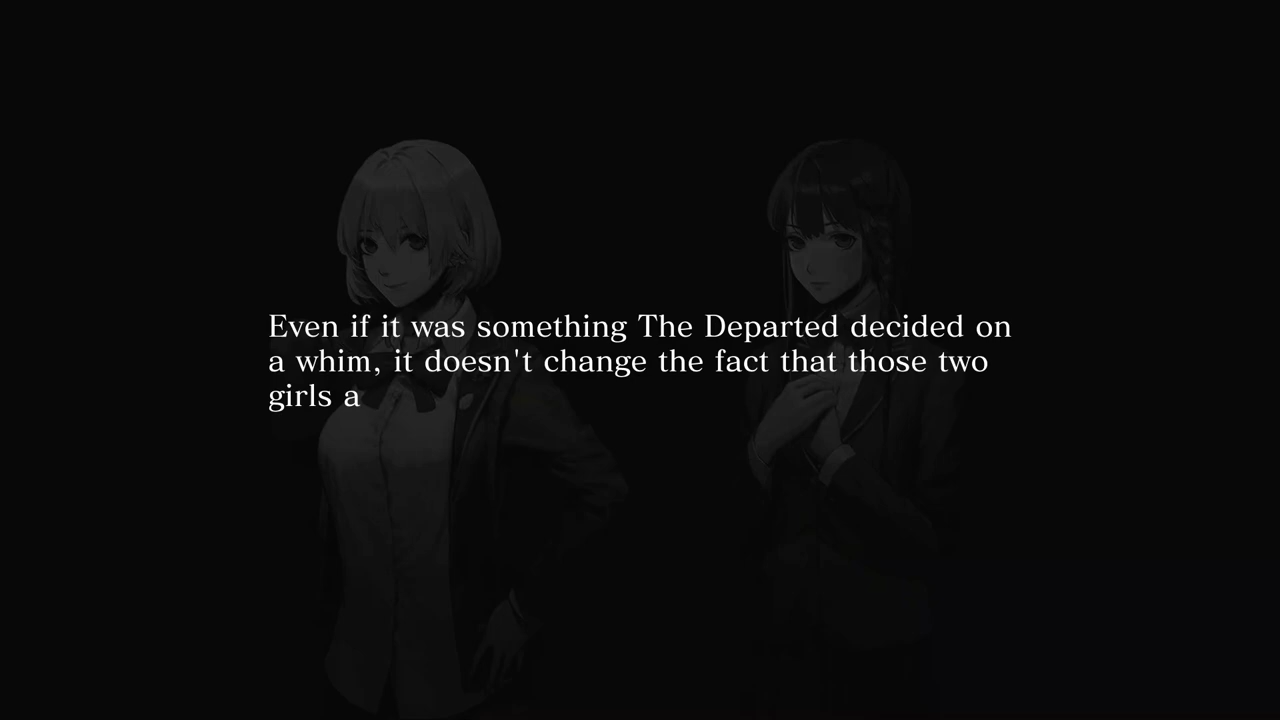 Even if it was something The Departed decided on
a whim, it doesn't change the fact that those two
girls a